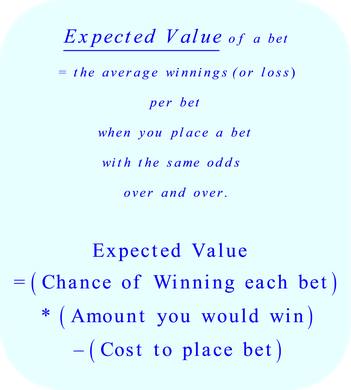 Expected Value of a bet
= the average winnings (or loss)
per bet
when you place a bet
with the same odds
over and over.
Expected Value
= ( Chance of Winning each bet )
* ( Amount you would win )
– ( Cost to place bet )